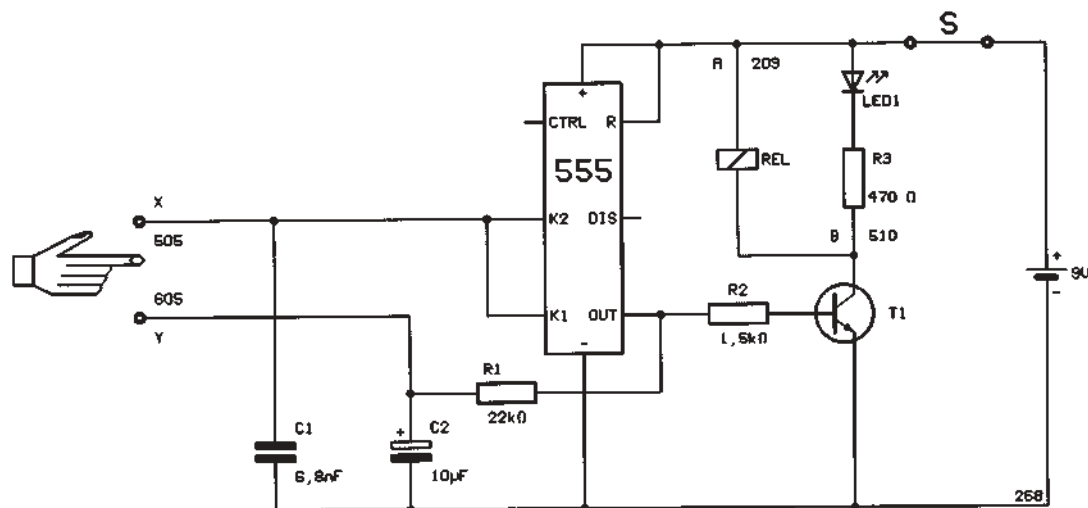 S
A 209
+
LED1
CTRL R
REL
R3
555
470 Ω
X
K2 DIS
505
B 510
+
9V
605
R2
-
K1 OUT
T1
Y
1,5kΩ
-
R1
22kΩ
C1
+ C2
6,8nF
10µF
268